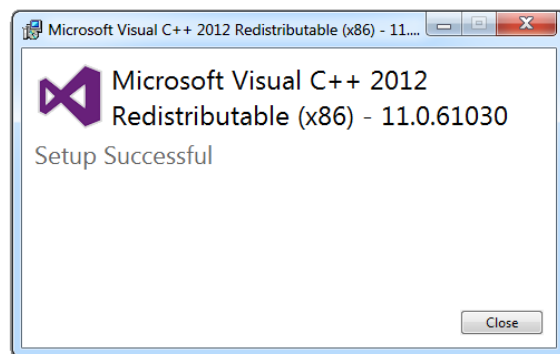 Microsoft Visual C++ 2012 Redistributable (x86) - 11....
Microsoft Visual C++ 2012
Redistributable (x86) - 11.0.61030
Setup Successful
Close